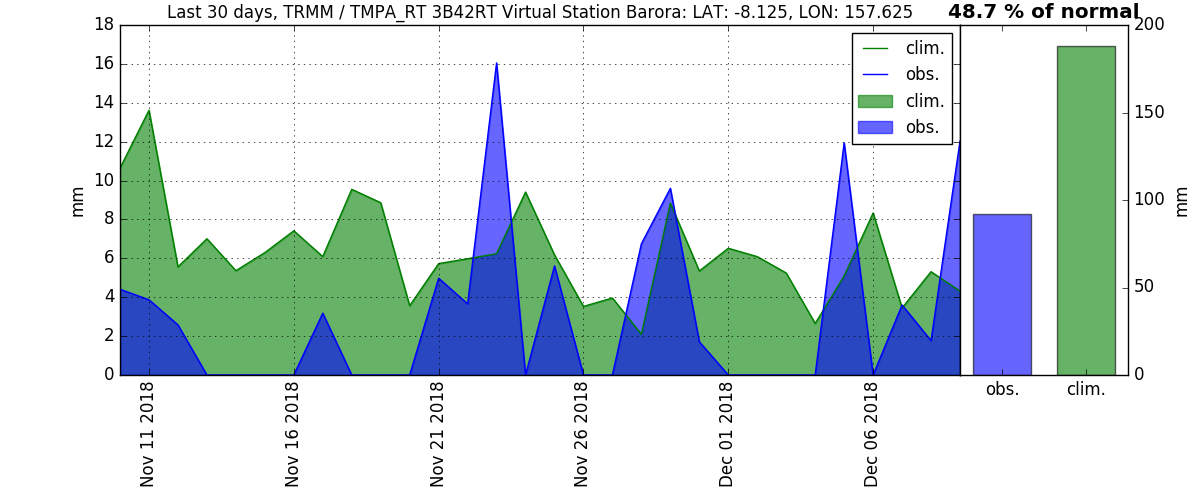 Last 30 days, TRMM / TMPA_RT 3B42RT Virtual Station Barora: LAT: -8.125, LON: 157.625
48.7 % of normal
18
16
14
12
10
8
6
4
2
0
mm
clim.
obs.
clim.
obs.
200
150
100
50
0
mm
obs.
clim.
Nov 11 2018
Nov 16 2018
Nov 21 2018
Nov 26 2018
Dec 01 2018
Dec 06 2018